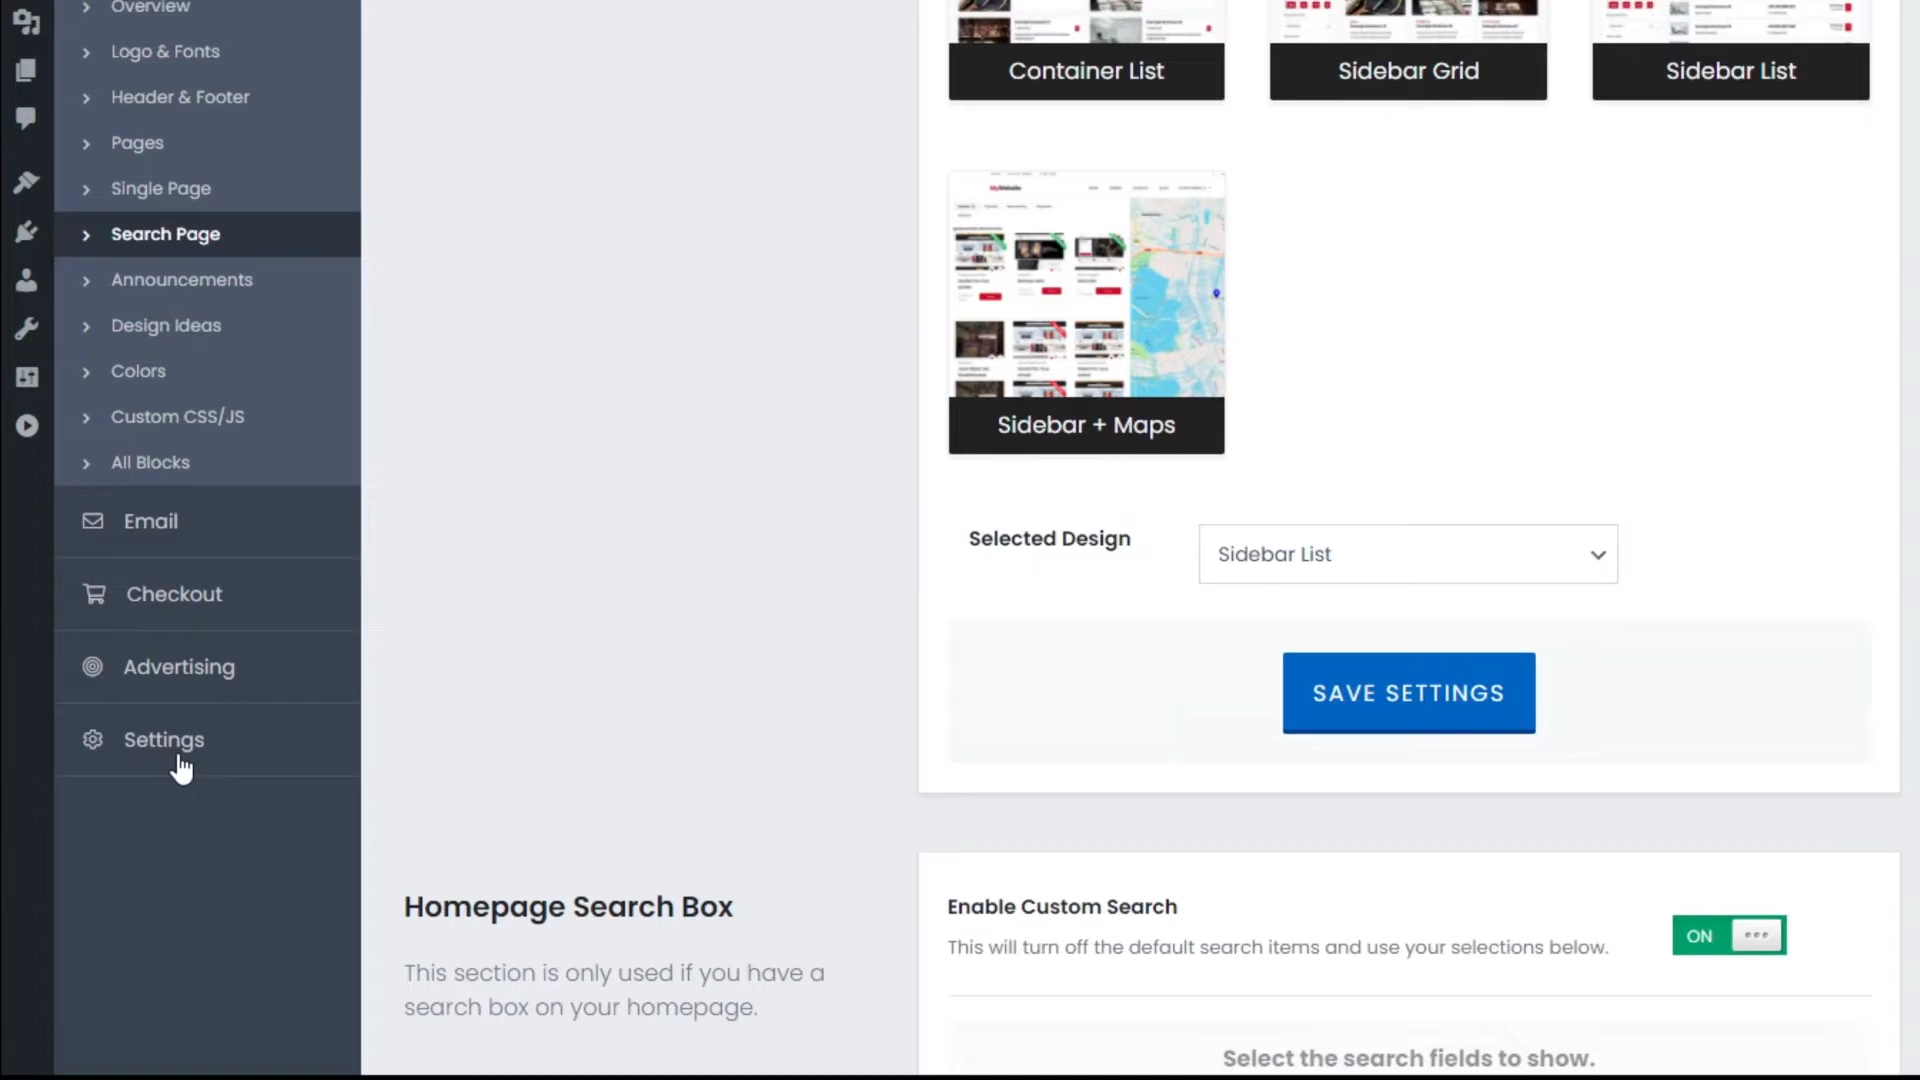 Overview
Logo & Fonts
Header & Footer
Pages
Single Page
Search Page
Announcements
Design Ideas
Colors
Custom CSS/JS
All Blocks
Email
Checkout
Advertising
Settings
Container List
Sidebar Grid
Sidebar List
MyWebsite
Sidebar + Maps
Selected Design
Sidebar List
SAVE SETTINGS
Homepage Search Box
This section is only used if you have a
search box on your homepage.
Enable Custom Search
This will turn off the default search items and use your selections below.
ON
Select the search fields to show.